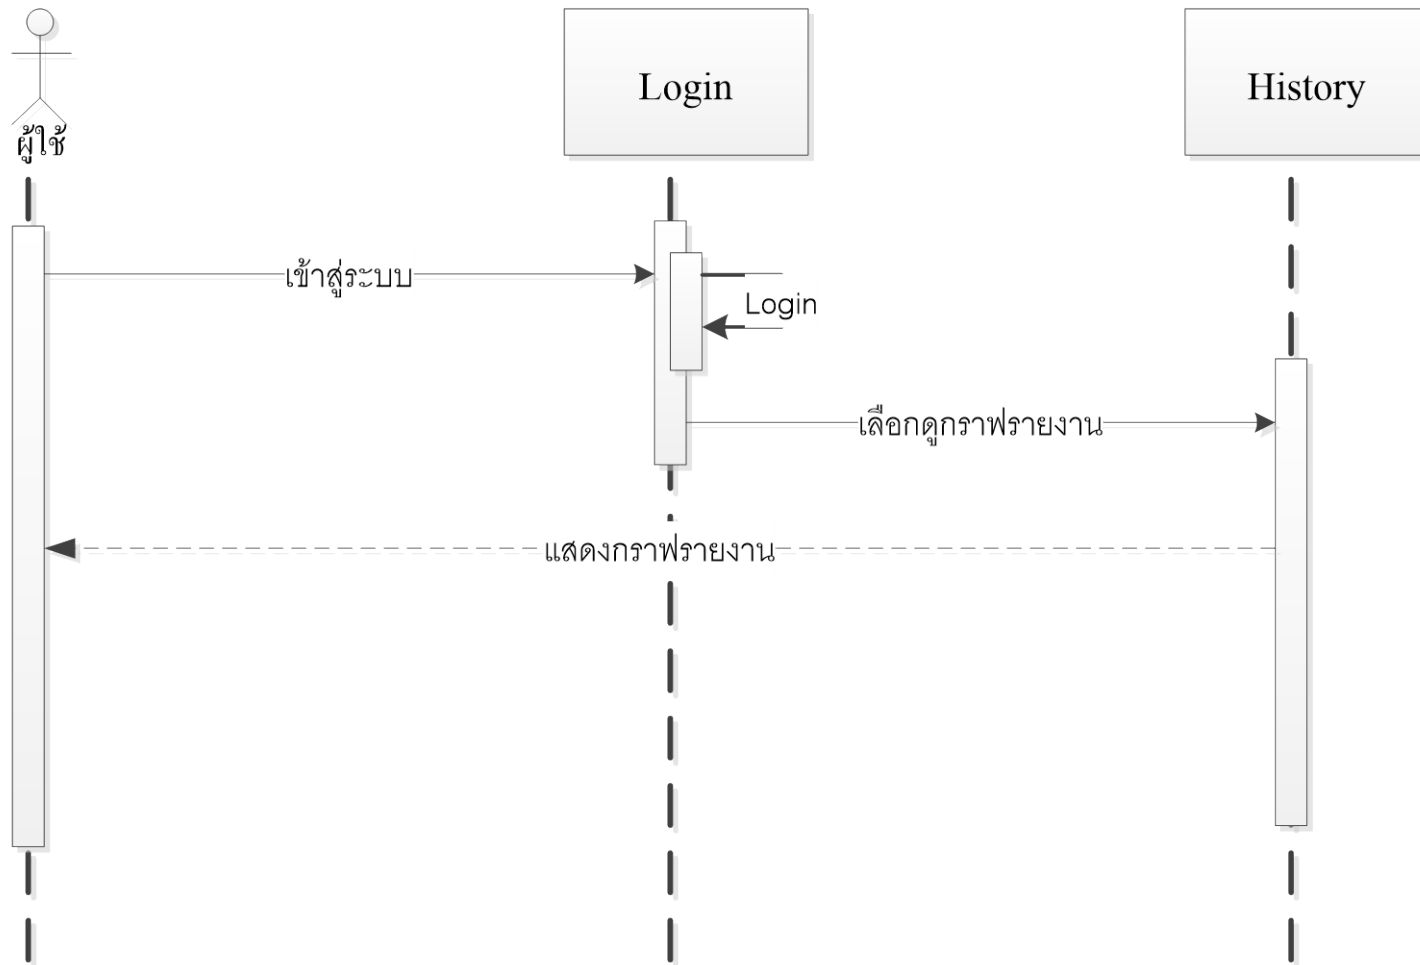 Login
History
ผู้ใช้
เข้าสู่ระบบ
Login
เลือกดูกราฟรายงาน
แสดงกราฟรายงาน